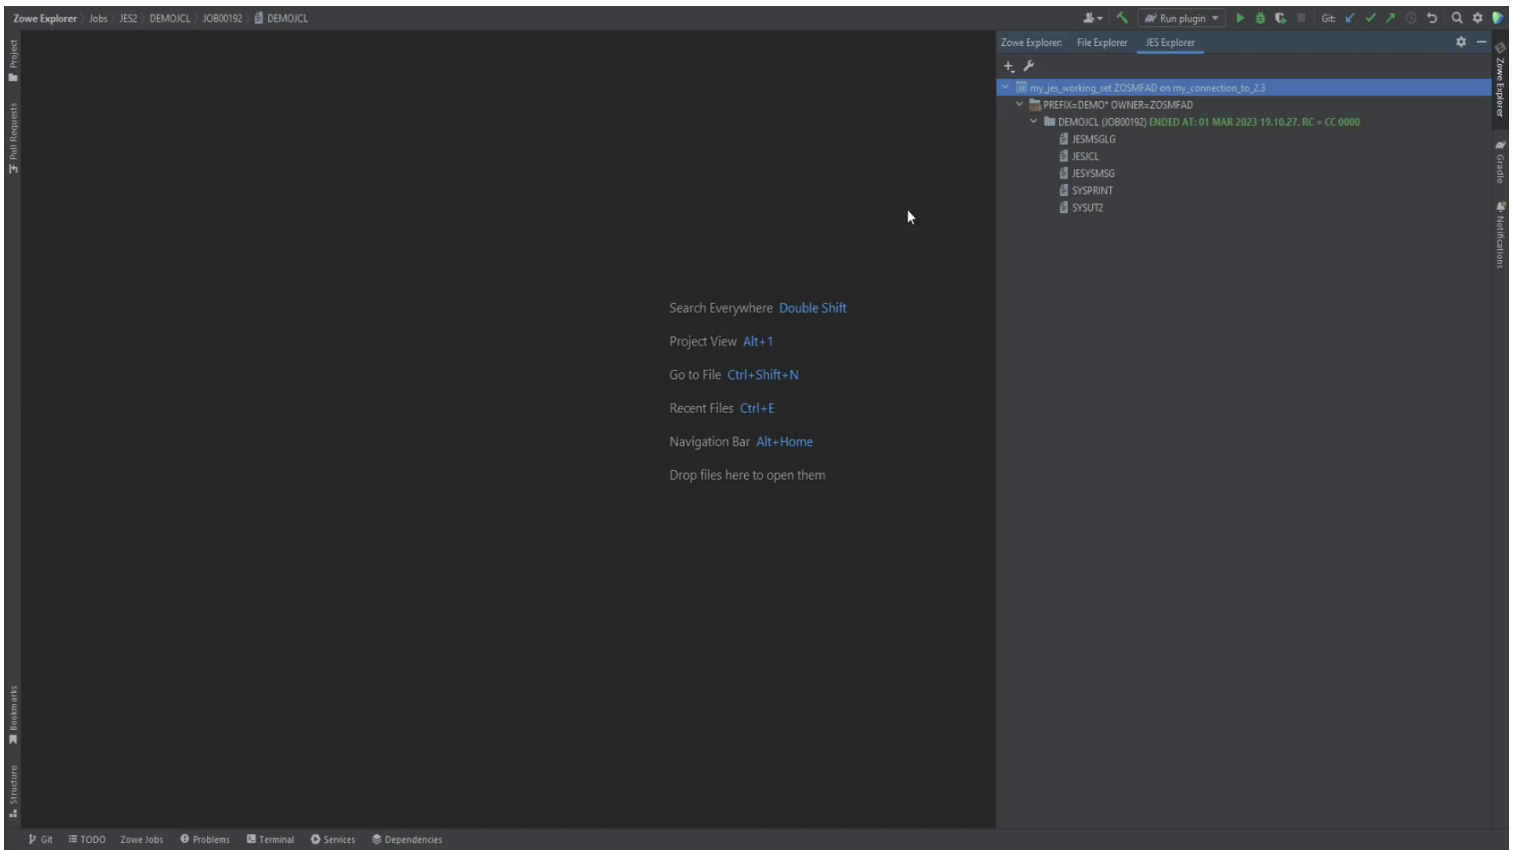 Zowe Explorer Jobs JES2 DEMOJCL JOB00192 DEMOJCL
Run plugin Git:
Project
Pull Requests
Bookmarks
Structure
Search Everywhere Double Shift
Project View Alt+1
Go to File Ctrl+Shift+N
Recent Files Ctrl+E
Navigation Bar Alt+Home
Drop files here to open them
Zowe Explorer: File Explorer JES Explorer
my_jes_working_set ZOSMFAD on my_connection_to_2.3
PREFIX=DEMO* OWNER=ZOSMFAD
DEMOJCL (JOB00192) ENDED AT: 01 MAR 2023 19.10.27. RC = CC 0000
JESMSGLG
JESJCL
JESYSMSG
SYSPRINT
SYSUT2
Zowe Explorer
Gradle
Notifications
Git TODO Zowe Jobs Problems Terminal Services Dependencies